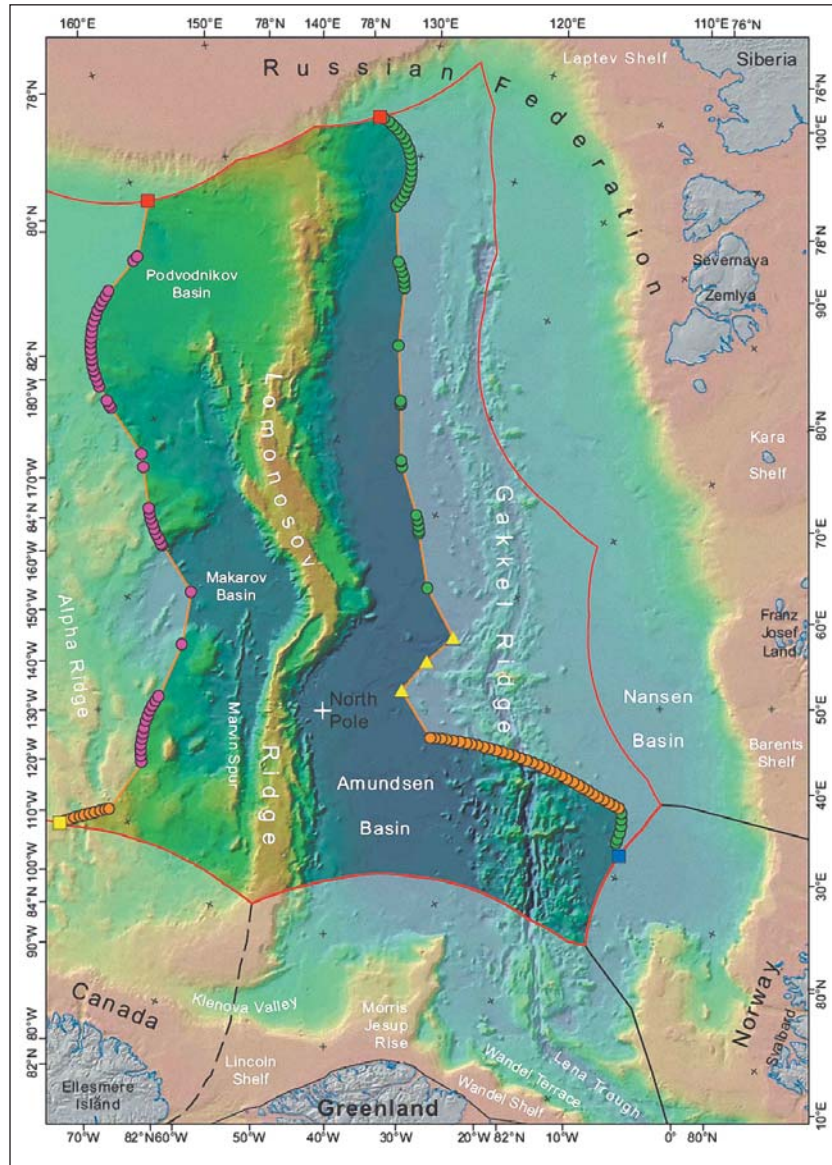 160°E 150°E 78°N 140°E 78°N 130°E 120°E 110°E 76°N
Russian Federation
Laptev Shelf
Siberia
78°N
76°N
100°E
80°N
78°N
Severnaya
Zemlya
Podvodnikov
Basin
90°E
82°N
180°W
80°E
Lomonosov
Ridge
Gakkel Ridge
Kara
Shelf
170°W
84°N
160°W
70°E
Makarov
Basin
150°W
60°E
Franz
Josef
Land
Alpha Ridge
140°W
Marvin Spur
North
Pole
Nansen
Basin
130°W
50°E
120°W
Barents
Shelf
Amundsen
Basin
110°W
40°E
100°W
30°E
84°N
90°W
Canada
Klenova Valley
Morris
Jesup
Rise
Norway
20°E
80°N
Svalbard
80°W
82°N
Lincoln
Shelf
Wandel Terrace
Lena Trough
Wandel Shelf
Ellesmere
Island
Greenland
10°E
70°W 82°N 60°W 50°W 40°W 30°W 20°W 82°N 10°W 0° 80°N